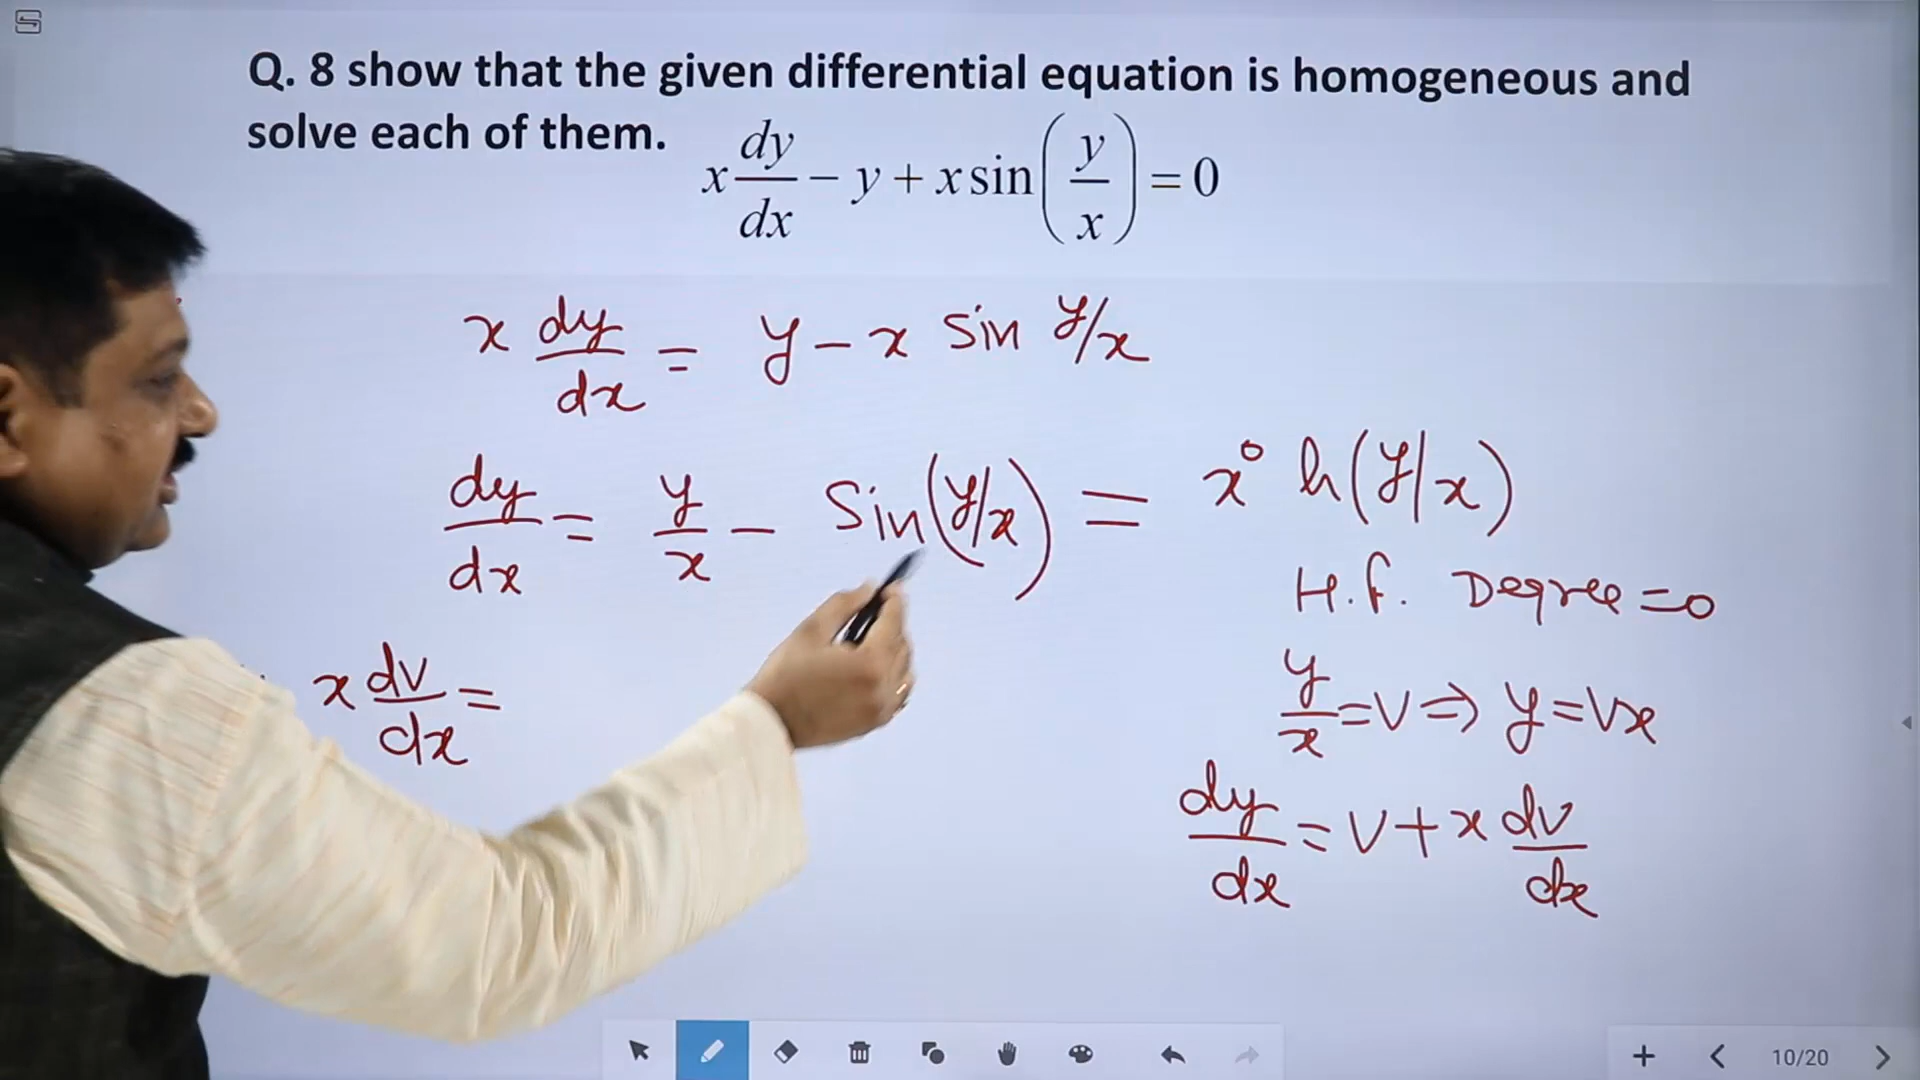 Q. 8 show that the given differential equation is homogeneous and
solve each of them.
x dy/dx − y + x sin(y/x) = 0
x dy/dx = y − x Sin y/x
dy/dx = y/x − Sin(y/x) = x⁰ h(y/x)
H.f. Degree = 0
x dv/dx =
y/x = v ⇒ y = vx
dy/dx = v + x dv/dx
10/20